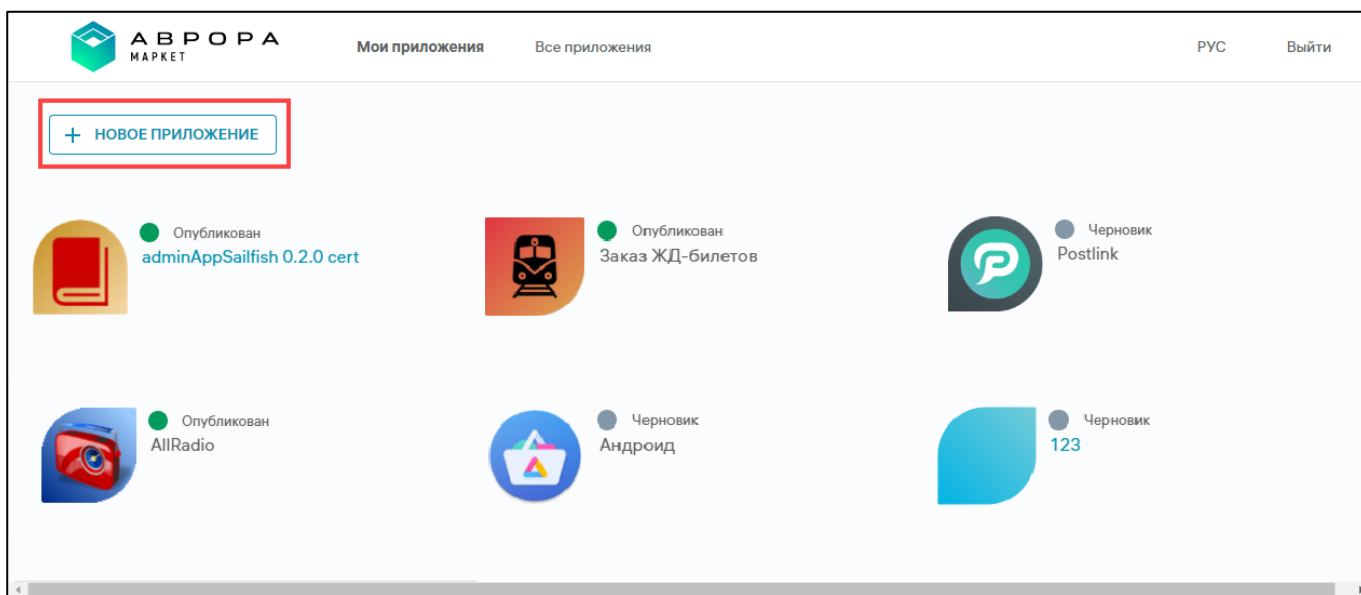 АВРОРА
МАРКЕТ
Мои приложения
Все приложения
РУС
Выйти
+ НОВОЕ ПРИЛОЖЕНИЕ
Опубликован
adminAppSailfish 0.2.0 cert
Опубликован
Заказ ЖД-билетов
Черновик
Postlink
Опубликован
AllRadio
Черновик
Андроид
Черновик
123